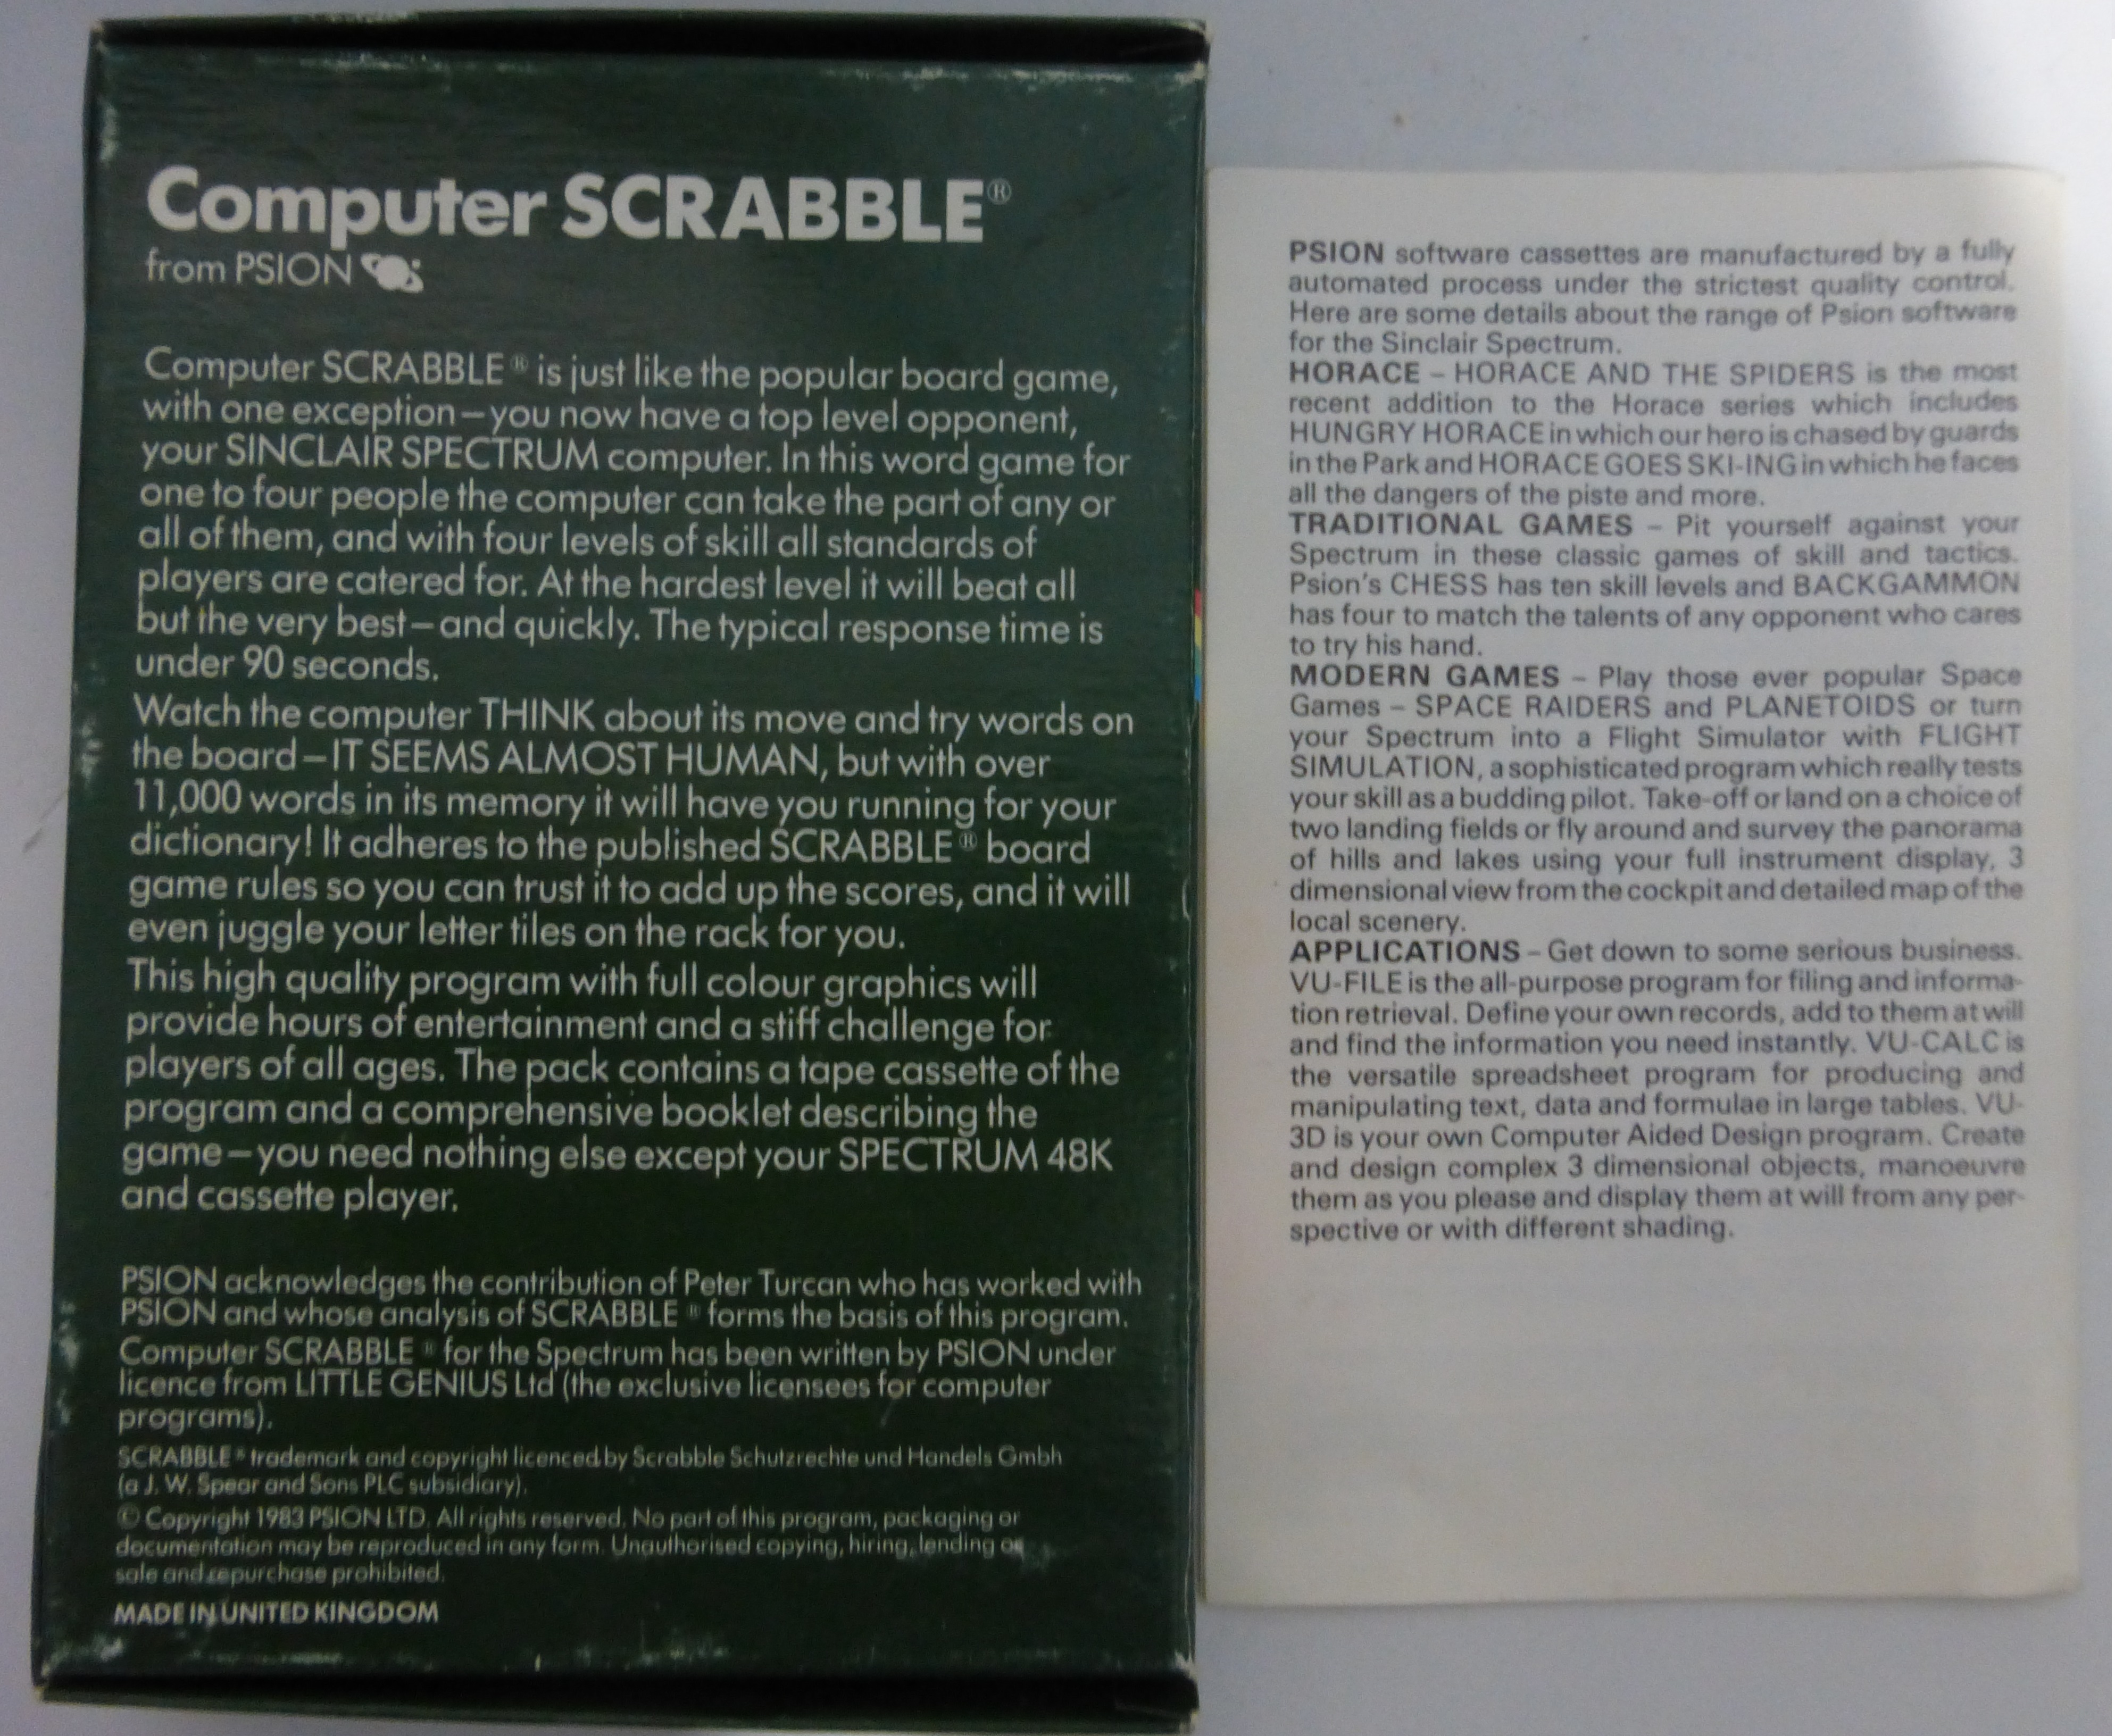 Computer SCRABBLE®
from PSION
Computer SCRABBLE® is just like the popular board game,
with one exception—you now have a top level opponent,
your SINCLAIR SPECTRUM computer. In this word game for
one to four people the computer can take the part of any or
all of them, and with four levels of skill all standards of
players are catered for. At the hardest level it will beat all
but the very best—and quickly. The typical response time is
under 90 seconds.
Watch the computer THINK about its move and try words on
the board—IT SEEMS ALMOST HUMAN, but with over
11,000 words in its memory it will have you running for your
dictionary! It adheres to the published SCRABBLE® board
game rules so you can trust it to add up the scores, and it will
even juggle your letter tiles on the rack for you.
This high quality program with full colour graphics will
provide hours of entertainment and a stiff challenge for
players of all ages. The pack contains a tape cassette of the
program and a comprehensive booklet describing the
game—you need nothing else except your SPECTRUM 48K
and cassette player.
PSION acknowledges the contribution of Peter Turcan who has worked with
PSION and whose analysis of SCRABBLE® forms the basis of this program.
Computer SCRABBLE® for the Spectrum has been written by PSION under
licence from LITTLE GENIUS Ltd (the exclusive licensees for computer
programs).
SCRABBLE® trademark and copyright licenced by Scrabble Schutzrechte und Handels Gmbh
(a J. W. Spear and Sons PLC subsidiary).
© Copyright 1983 PSION LTD. All rights reserved. No part of this program, packaging or
documentation may be reproduced in any form. Unauthorised copying, hiring, lending or
sale and repurchase prohibited.
MADE IN UNITED KINGDOM
PSION software cassettes are manufactured by a fully
automated process under the strictest quality control.
Here are some details about the range of Psion software
for the Sinclair Spectrum.
HORACE – HORACE AND THE SPIDERS is the most
recent addition to the Horace series which includes
HUNGRY HORACE in which our hero is chased by guards
in the Park and HORACE GOES SKI-ING in which he faces
all the dangers of the piste and more.
TRADITIONAL GAMES – Pit yourself against your
Spectrum in these classic games of skill and tactics.
Psion's CHESS has ten skill levels and BACKGAMMON
has four to match the talents of any opponent who cares
to try his hand.
MODERN GAMES – Play those ever popular Space
Games – SPACE RAIDERS and PLANETOIDS or turn
your Spectrum into a Flight Simulator with FLIGHT
SIMULATION, a sophisticated program which really tests
your skill as a budding pilot. Take-off or land on a choice of
two landing fields or fly around and survey the panorama
of hills and lakes using your full instrument display, 3
dimensional view from the cockpit and detailed map of the
local scenery.
APPLICATIONS – Get down to some serious business.
VU-FILE is the all-purpose program for filing and informa-
tion retrieval. Define your own records, add to them at will
and find the information you need instantly. VU-CALC is
the versatile spreadsheet program for producing and
manipulating text, data and formulae in large tables. VU-
3D is your own Computer Aided Design program. Create
and design complex 3 dimensional objects, manoeuvre
them as you please and display them at will from any per-
spective or with different shading.